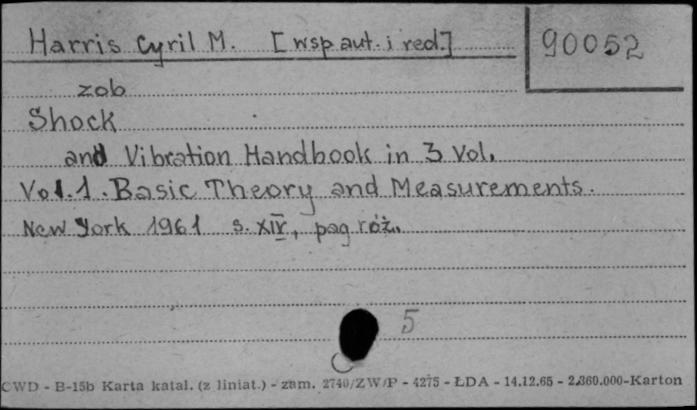 Harris Cyril M. [wsp aut. i red.]
90052
zob
Shock
and Vibration Handbook in 3 Vol.
Vol. 1. Basic Theory and Measurements.
New York 1961 s. XIV, pag róż.
5
CWD - B-15b Karta katal. (z liniat.) - zam. 2740/ZW/P - 4275 - ŁDA - 14.12.65 - 2.360.000-Karton